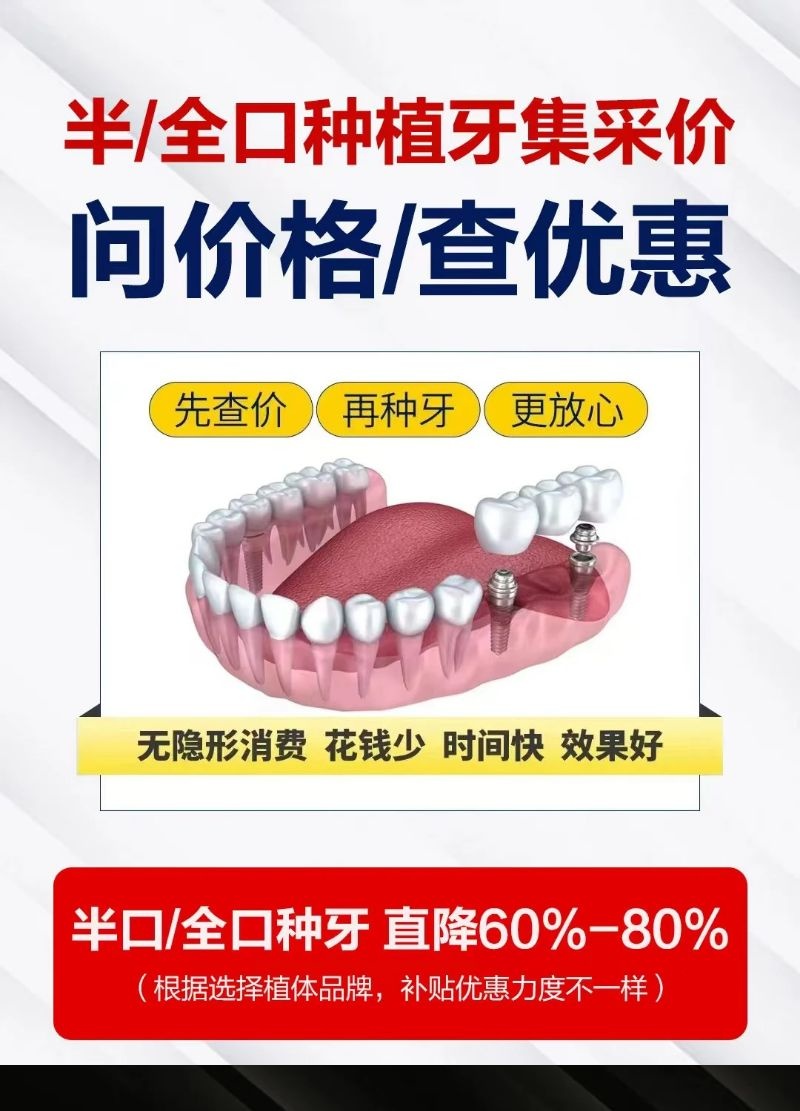 半/全口种植牙集采价
问价格/查优惠
先查价 再种牙 更放心
无隐形消费 花钱少 时间快 效果好
半口/全口种牙 直降60%-80%
（根据选择植体品牌，补贴优惠力度不一样）